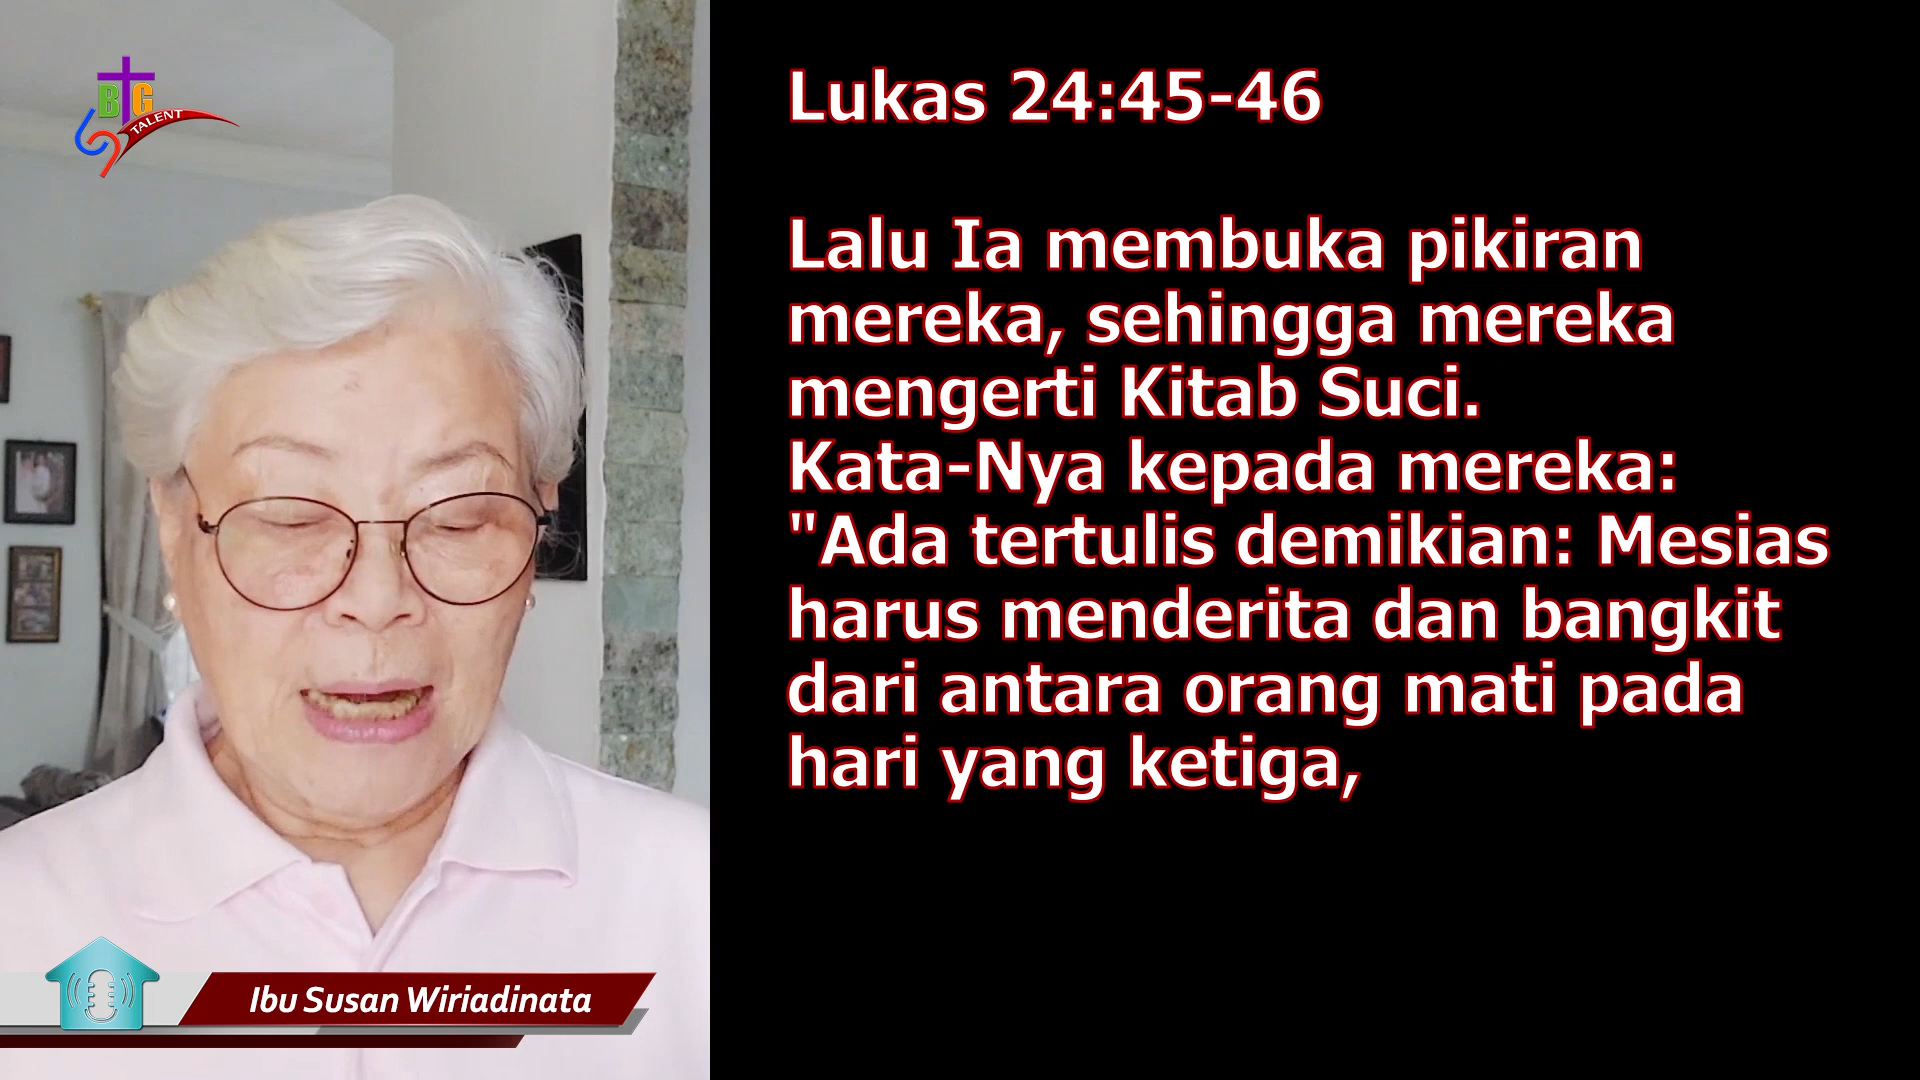 BTG
TALENT
Lukas 24:45-46
Lalu Ia membuka pikiran
mereka, sehingga mereka
mengerti Kitab Suci.
Kata-Nya kepada mereka:
"Ada tertulis demikian: Mesias
harus menderita dan bangkit
dari antara orang mati pada
hari yang ketiga,
Ibu Susan Wiriadinata